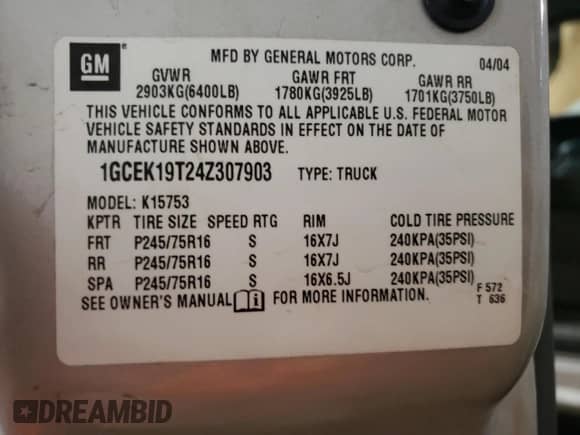 GM
MFD BY GENERAL MOTORS CORP. 04/04
GVWR GAWR FRT GAWR RR
2903KG(6400LB) 1780KG(3925LB) 1701KG(3750LB)
THIS VEHICLE CONFORMS TO ALL APPLICABLE U.S. FEDERAL MOTOR
VEHICLE SAFETY STANDARDS IN EFFECT ON THE DATE OF
MANUFACTURE SHOWN ABOVE.
1GCEK19T24Z307903 TYPE: TRUCK
MODEL: K15753
KPTR TIRE SIZE SPEED RTG RIM COLD TIRE PRESSURE
FRT P245/75R16 S 16X7J 240KPA(35PSI)
RR P245/75R16 S 16X7J 240KPA(35PSI)
SPA P245/75R16 S 16X6.5J 240KPA(35PSI)
SEE OWNER'S MANUAL FOR MORE INFORMATION.
F 572
T 636
DREAMBID